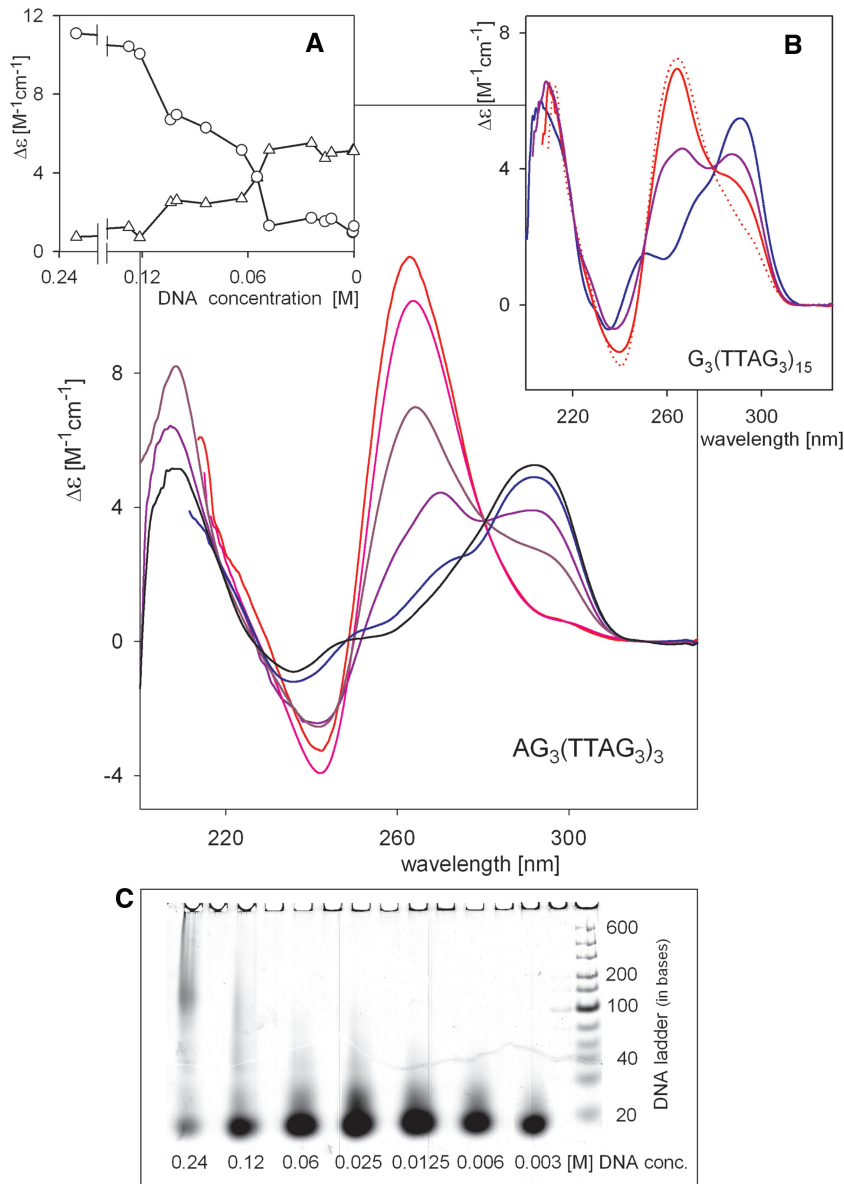 A
Δε [M⁻¹cm⁻¹]
12
8
4
0
0.24 0.12 0.06 0
DNA concentration [M]
B
Δε [M⁻¹cm⁻¹]
8
4
0
G₃(TTAG₃)₁₅
220 260 300
wavelength [nm]
Δε [M⁻¹cm⁻¹]
8
4
0
-4
AG₃(TTAG₃)₃
220 260 300
wavelength [nm]
C
600
200
100
40
20
DNA ladder (in bases)
0.24 0.12 0.06 0.025 0.0125 0.006 0.003 [M] DNA conc.